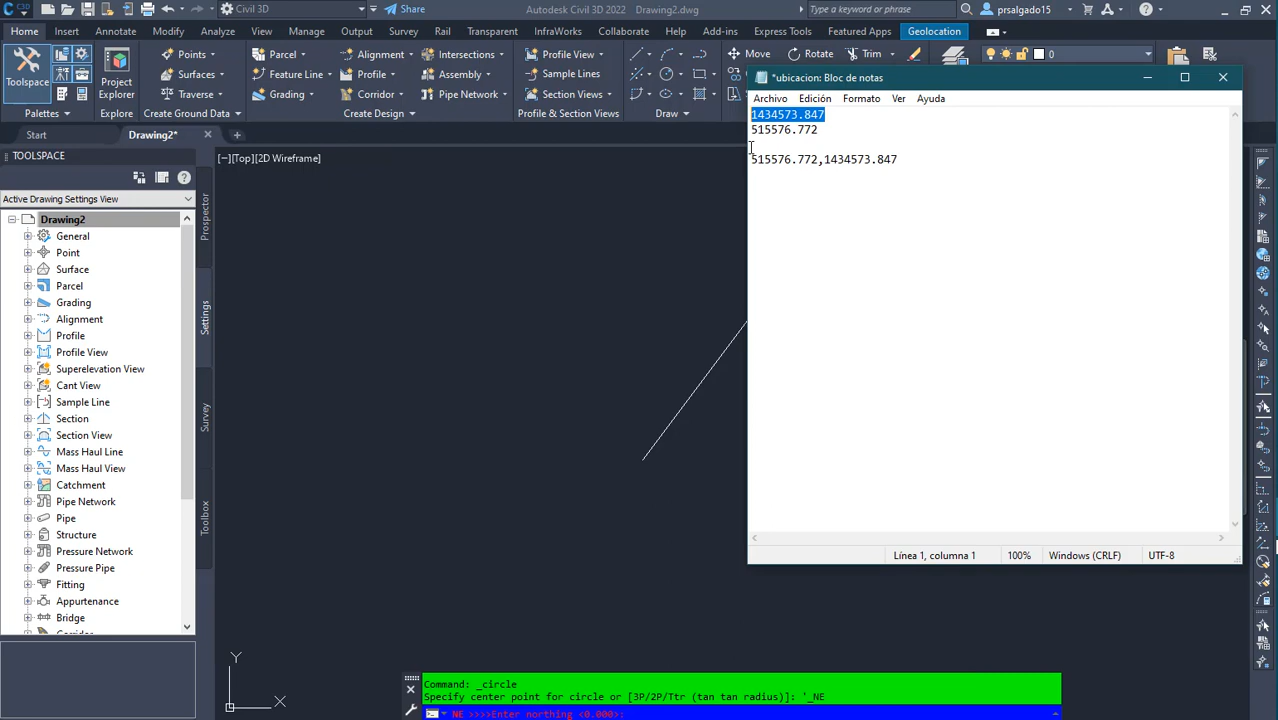 C3D
Civil 3D
Share
Civil 3D 2022 Drawing2.dwg
Type a keyword or phrase
prsalgado15
Home Insert Annotate Modify Analyze View Manage Output Survey Rail Transparent InfraWorks Collaborate Help Add-ins Express Tools Featured Apps Geolocation
Toolspace
Project
Explorer
Palettes
Explore
Points
Surfaces
Traverse
Create Ground Data
Parcel
Feature Line
Grading
Alignment
Profile
Corridor
Intersections
Assembly
Pipe Network
Create Design
Profile View
Sample Lines
Section Views
Profile & Section Views
Draw
Move
Rotate
Trim
0
*ubicacion: Bloc de notas
Archivo Edición Formato Ver Ayuda
1434573.847
515576.772
515576.772,1434573.847
Línea 1, columna 1
100%
Windows (CRLF)
UTF-8
Start
Drawing2*
TOOLSPACE
Active Drawing Settings View
Drawing2
General
Point
Surface
Parcel
Grading
Alignment
Profile
Profile View
Superelevation View
Cant View
Sample Line
Section
Section View
Mass Haul Line
Mass Haul View
Catchment
Pipe Network
Pipe
Structure
Pressure Network
Pressure Pipe
Fitting
Appurtenance
Bridge
Corridor
Prospector
Settings
Survey
Toolbox
[−][Top][2D Wireframe]
Y
X
Command: _circle
Specify center point for circle or [3P/2P/Ttr (tan tan radius)]: '_NE
NE >>>>Enter northing <0.000>: